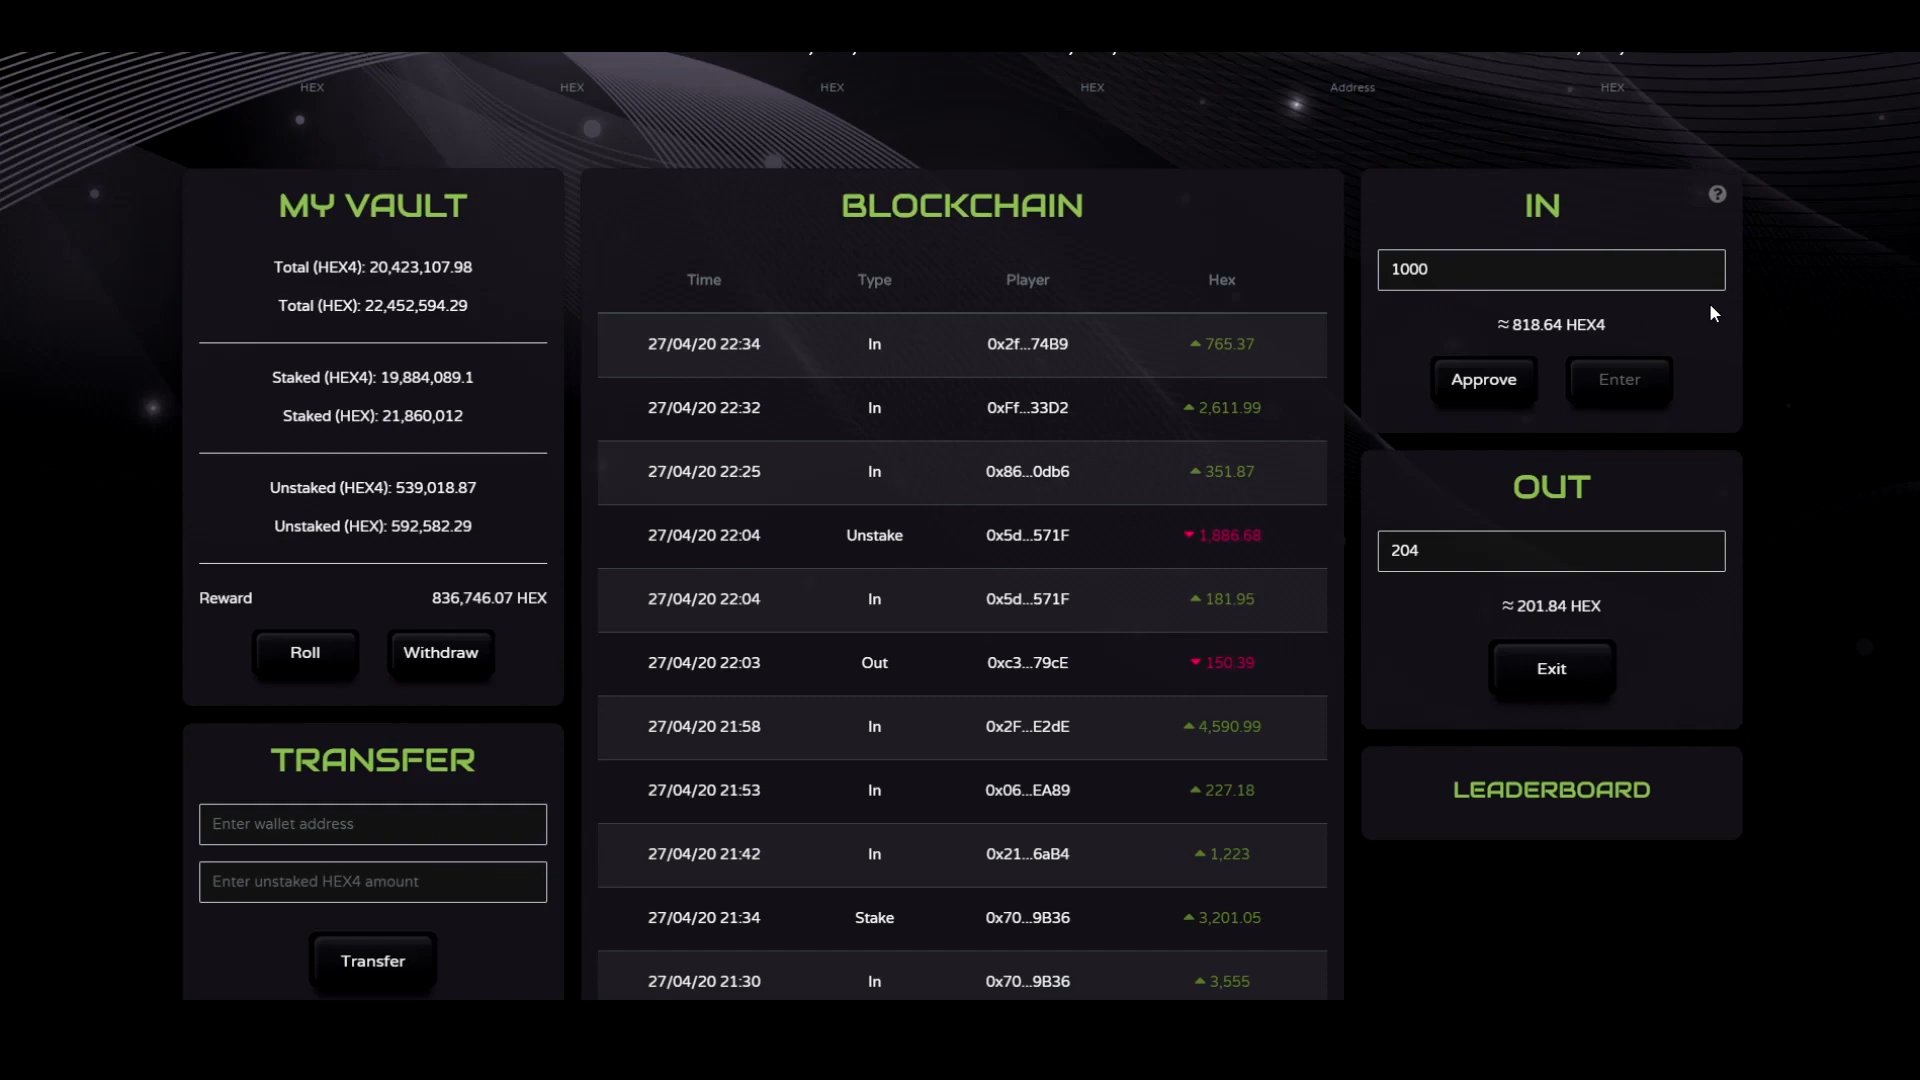 HEX HEX HEX HEX Address HEX
MY VAULT
Total (HEX4): 20,423,107.98
Total (HEX): 22,452,594.29
Staked (HEX4): 19,884,089.1
Staked (HEX): 21,860,012
Unstaked (HEX4): 539,018.87
Unstaked (HEX): 592,582.29
Reward 836,746.07 HEX
Roll Withdraw
TRANSFER
Enter wallet address
Enter unstaked HEX4 amount
Transfer
BLOCKCHAIN
Time Type Player Hex
27/04/20 22:34 In 0x2f...74B9 765.37
27/04/20 22:32 In 0xFf...33D2 2,611.99
27/04/20 22:25 In 0x86...0db6 351.87
27/04/20 22:04 Unstake 0x5d...571F 1,886.68
27/04/20 22:04 In 0x5d...571F 181.95
27/04/20 22:03 Out 0xc3...79cE 150.39
27/04/20 21:58 In 0x2F...E2dE 4,590.99
27/04/20 21:53 In 0x06...EA89 227.18
27/04/20 21:42 In 0x21...6aB4 1,223
27/04/20 21:34 Stake 0x70...9B36 3,201.05
27/04/20 21:30 In 0x70...9B36 3,555
IN
?
1000
≈ 818.64 HEX4
Approve Enter
OUT
204
≈ 201.84 HEX
Exit
LEADERBOARD